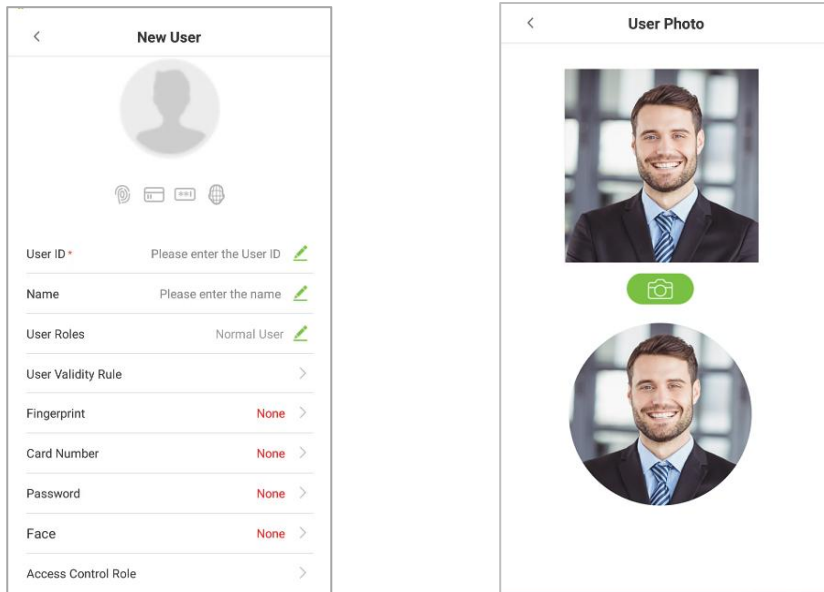 New User
User ID * Please enter the User ID
Name Please enter the name
User Roles Normal User
User Validity Rule
Fingerprint None
Card Number None
Password None
Face None
Access Control Role
User Photo